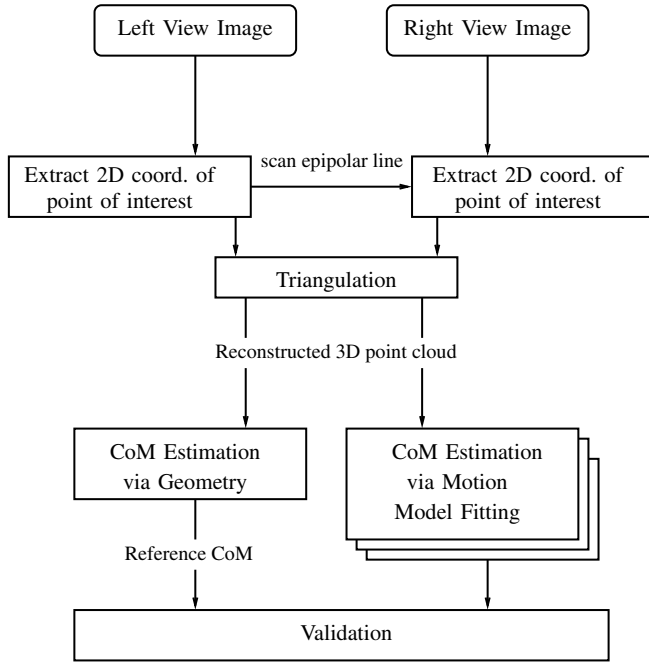 Left View Image
Right View Image
scan epipolar line
Extract 2D coord. of
point of interest
Extract 2D coord. of
point of interest
Triangulation
Reconstructed 3D point cloud
CoM Estimation
via Geometry
CoM Estimation
via Motion
Model Fitting
Reference CoM
Validation